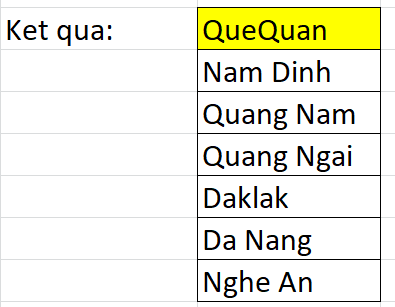 Ket qua: QueQuan
Nam Dinh
Quang Nam
Quang Ngai
Daklak
Da Nang
Nghe An